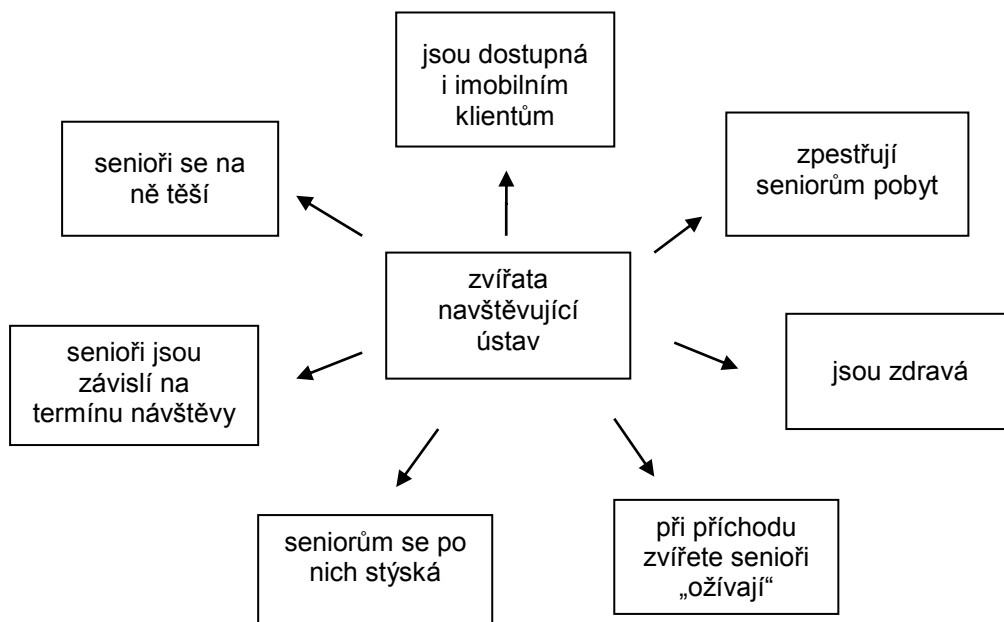 jsou dostupná
i imobilním
klientům
senioři se na
ně těší
zpestřují
seniorům pobyt
zvířata
navštěvující
ústav
senioři jsou
závislí na
termínu návštěvy
jsou zdravá
seniorům se po
nich stýská
při příchodu
zvířete senioři
„ožívají“